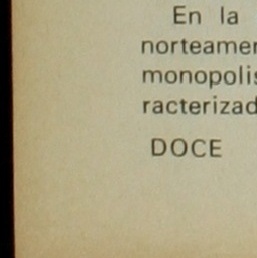 En la
norteamer
monopolis
racterizad
DOCE